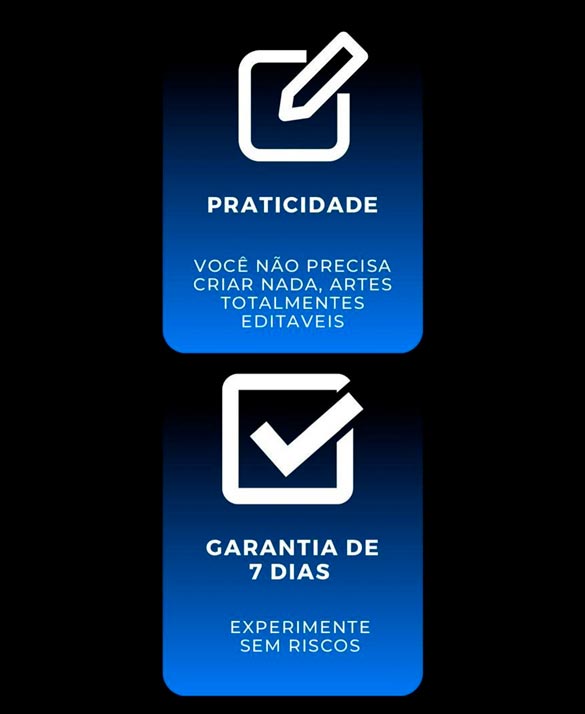 PRATICIDADE
VOCÊ NÃO PRECISA
CRIAR NADA, ARTES
TOTALMENTES
EDITAVEIS
GARANTIA DE
7 DIAS
EXPERIMENTE
SEM RISCOS